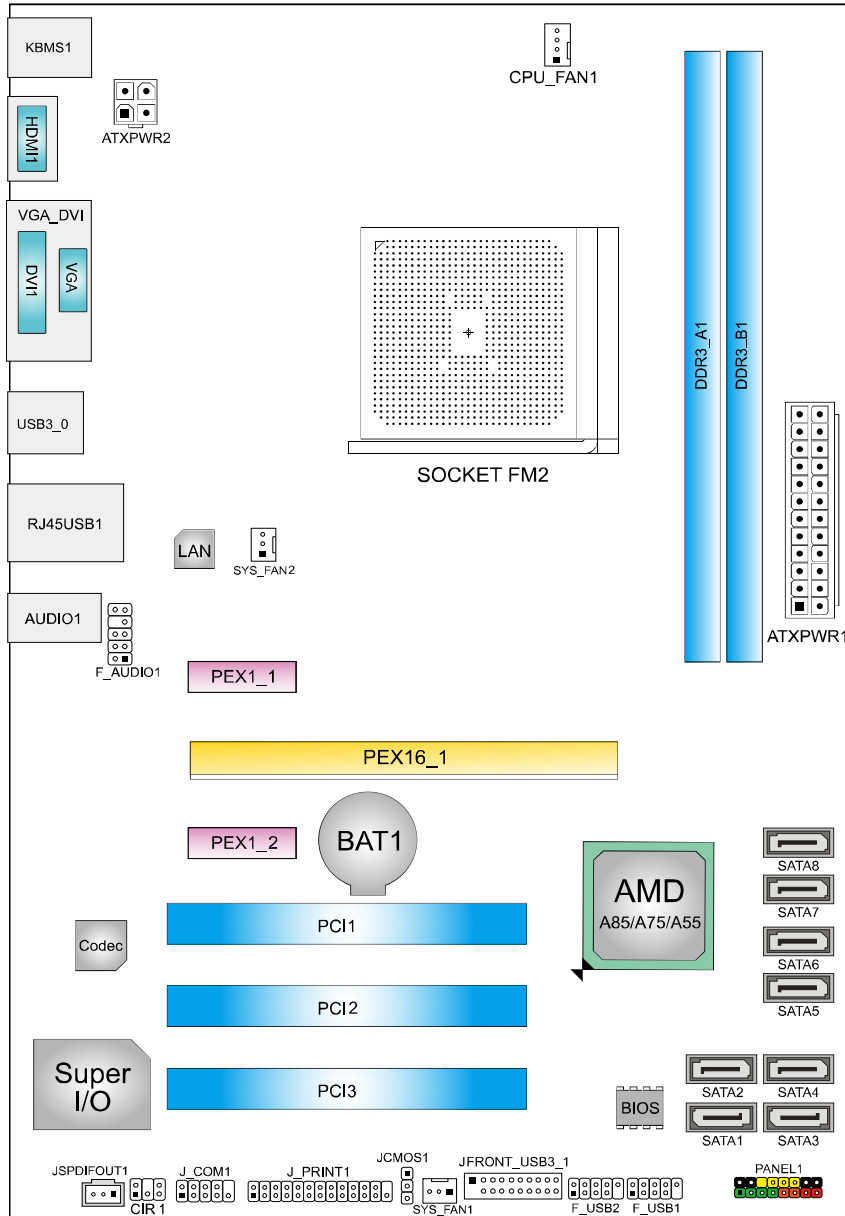 KBMS1
CPU_FAN1
HDMI1
ATXPWR2
VGA_DVI
DVI1
VGA
DDR3_A1
DDR3_B1
USB3_0
SOCKET FM2
RJ45USB1
LAN
SYS_FAN2
AUDIO1
F_AUDIO1
ATXPWR1
PEX1_1
PEX16_1
PEX1_2
BAT1
AMD
A85/A75/A55
SATA8
SATA7
PCI1
Codec
SATA6
SATA5
PCI2
Super
I/O
PCI3
BIOS
SATA2
SATA4
SATA1
SATA3
JSPDIFOUT1
CIR 1
J_COM1
J_PRINT1
JCMOS1
SYS_FAN1
JFRONT_USB3_1
F_USB2
F_USB1
PANEL1